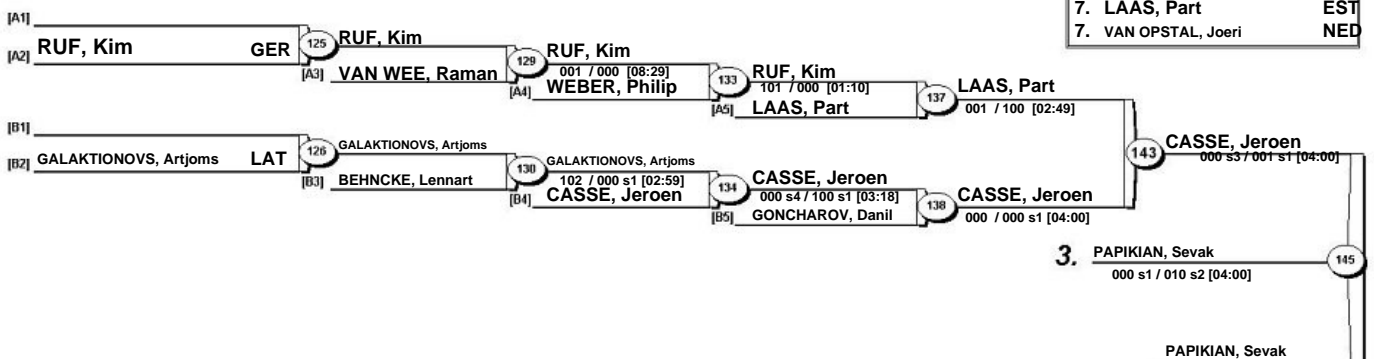 7. LAAS, Part EST
7. VAN OPSTAL, Joeri NED
[A1]
[A2] RUF, Kim GER 125 RUF, Kim
[A3] VAN WEE, Raman 129 RUF, Kim
001 / 000 [08:29]
[A4] WEBER, Philip 133 RUF, Kim
101 / 000 [01:10]
[A5] LAAS, Part 137 LAAS, Part
001 / 100 [02:49]
[B1]
[B2] GALAKTIONOVS, Artjoms LAT 126 GALAKTIONOVS, Artjoms
[B3] BEHNCKE, Lennart 130 GALAKTIONOVS, Artjoms
102 / 000 s1 [02:59]
[B4] CASSE, Jeroen 134 CASSE, Jeroen
000 s4 / 100 s1 [03:18]
[B5] GONCHAROV, Danil 138 CASSE, Jeroen
000 / 000 s1 [04:00]
143 CASSE, Jeroen
000 s3 / 001 s1 [04:00]
3. PAPIKIAN, Sevak 145
000 s1 / 010 s2 [04:00]
PAPIKIAN, Sevak